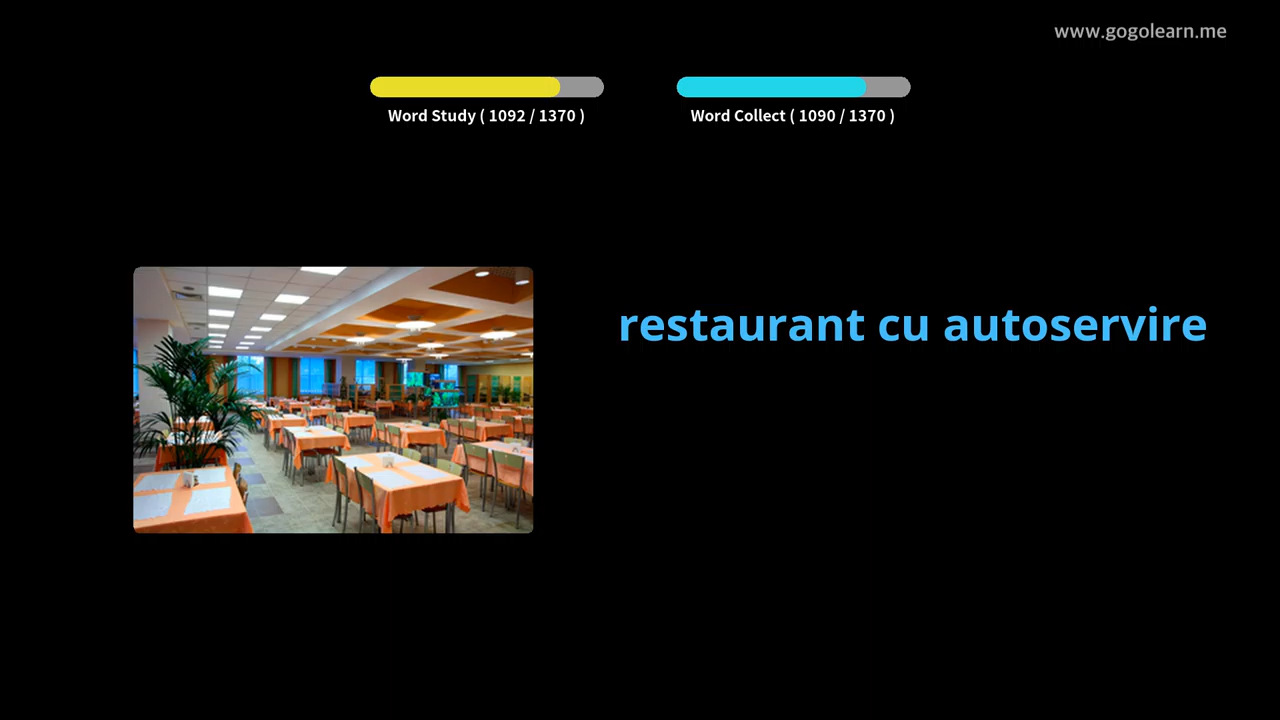 www.gogolearn.me
Word Study ( 1092 / 1370 )
Word Collect ( 1090 / 1370 )
restaurant cu autoservire